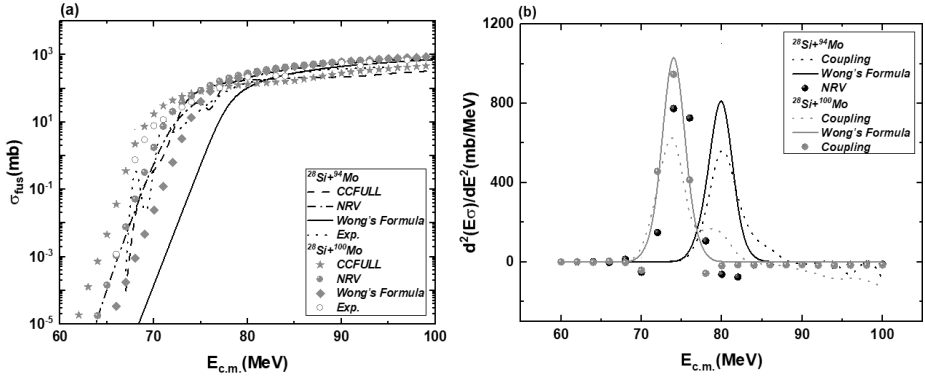 (a)
10³
10¹
10⁻¹
10⁻³
10⁻⁵
60
70
80
90
100
σfus(mb)
Ec.m.(MeV)
²⁸Si+⁹⁴Mo
CCFULL
NRV
Wong's Formula
Exp.
²⁸Si+¹⁰⁰Mo
CCFULL
NRV
Wong's Formula
Exp.
(b)
1200
800
400
0
-400
60
70
80
90
100
d²(Eσ)/dE²(mb/MeV)
Ec.m.(MeV)
²⁸Si+⁹⁴Mo
Coupling
Wong's Formula
NRV
²⁸Si+¹⁰⁰Mo
Coupling
Wong's Formula
Coupling